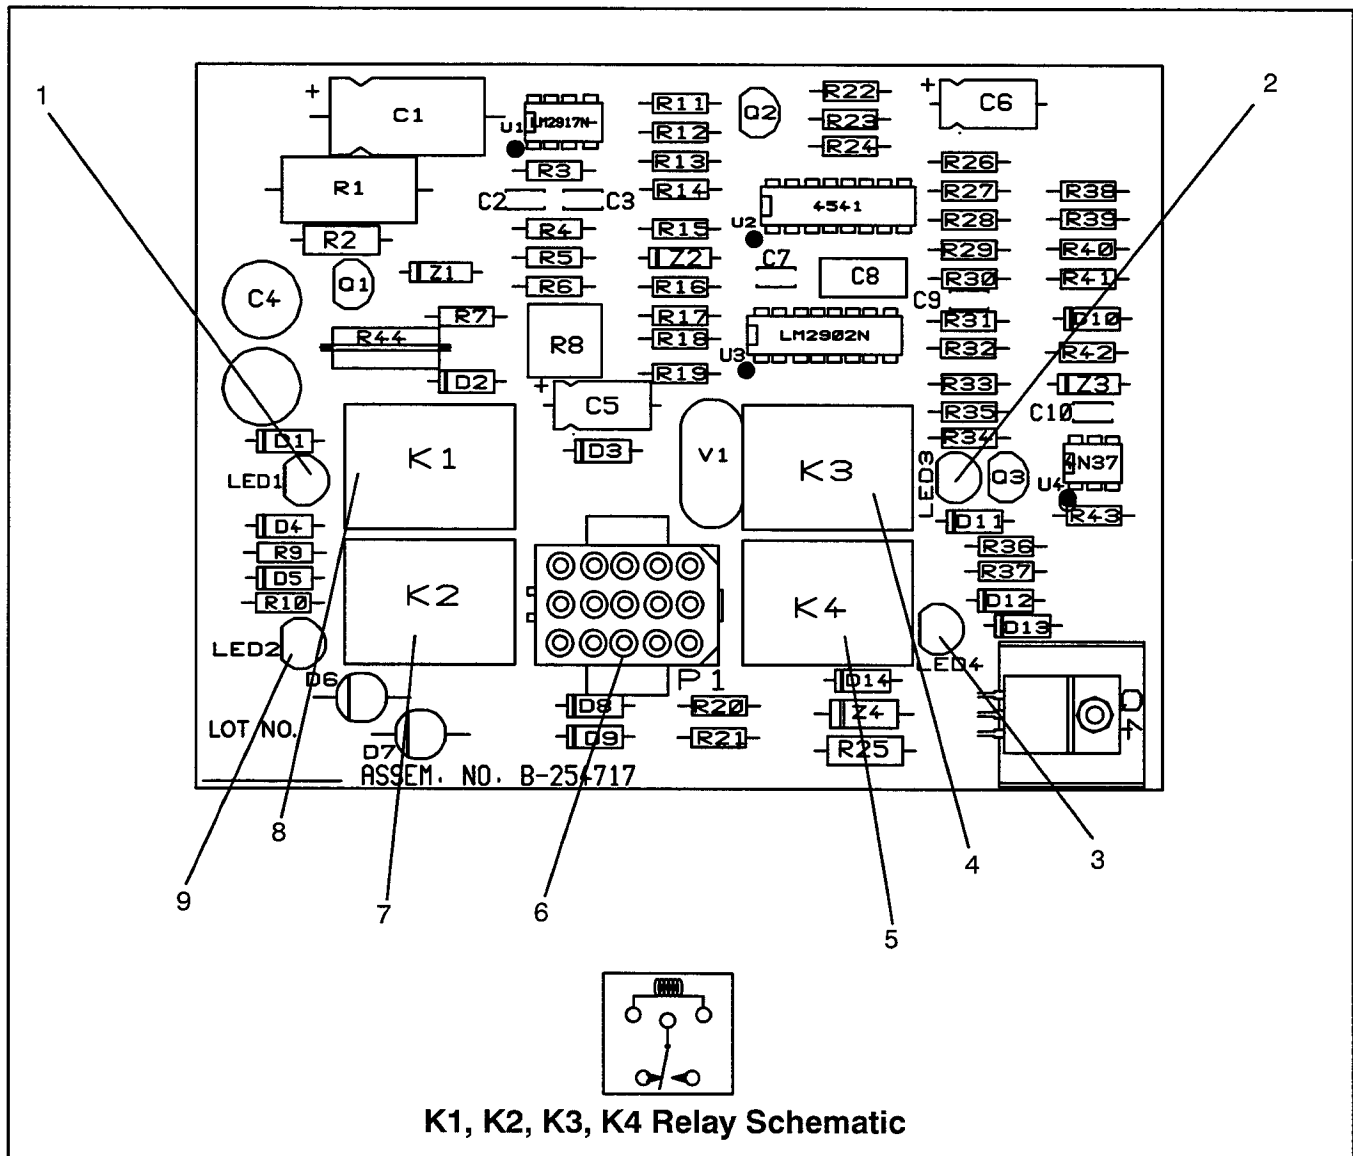 1
2
+
C1
U1
LM2917N
R11
Q2
R22
+
C6
R12
R23
R24
R3
R13
R26
R1
R14
4541
R27
R38
C2
C3
U2
R28
R39
R2
R4
R15
R29
R40
R5
Z2
C7
C8
R30
R41
C4
Q1
Z1
R6
R16
C9
R7
R17
R31
D10
R44
R8
R18
LM2902N
R32
R42
U3
D2
R19
R33
Z3
+
C5
R35
C10
D1
K1
D3
V1
K3
R34
LED1
LED3
Q3
4N37
U4
D4
D11
R43
R9
R36
D5
K2
K4
R37
R10
D12
D13
LED2
LED4
D6
P1
D14
D8
R20
Z4
Q4
LOT NO.
D7
D9
R21
R25
ASSEM. NO. B-254717
8
3
4
9
7
6
5
K1, K2, K3, K4 Relay Schematic